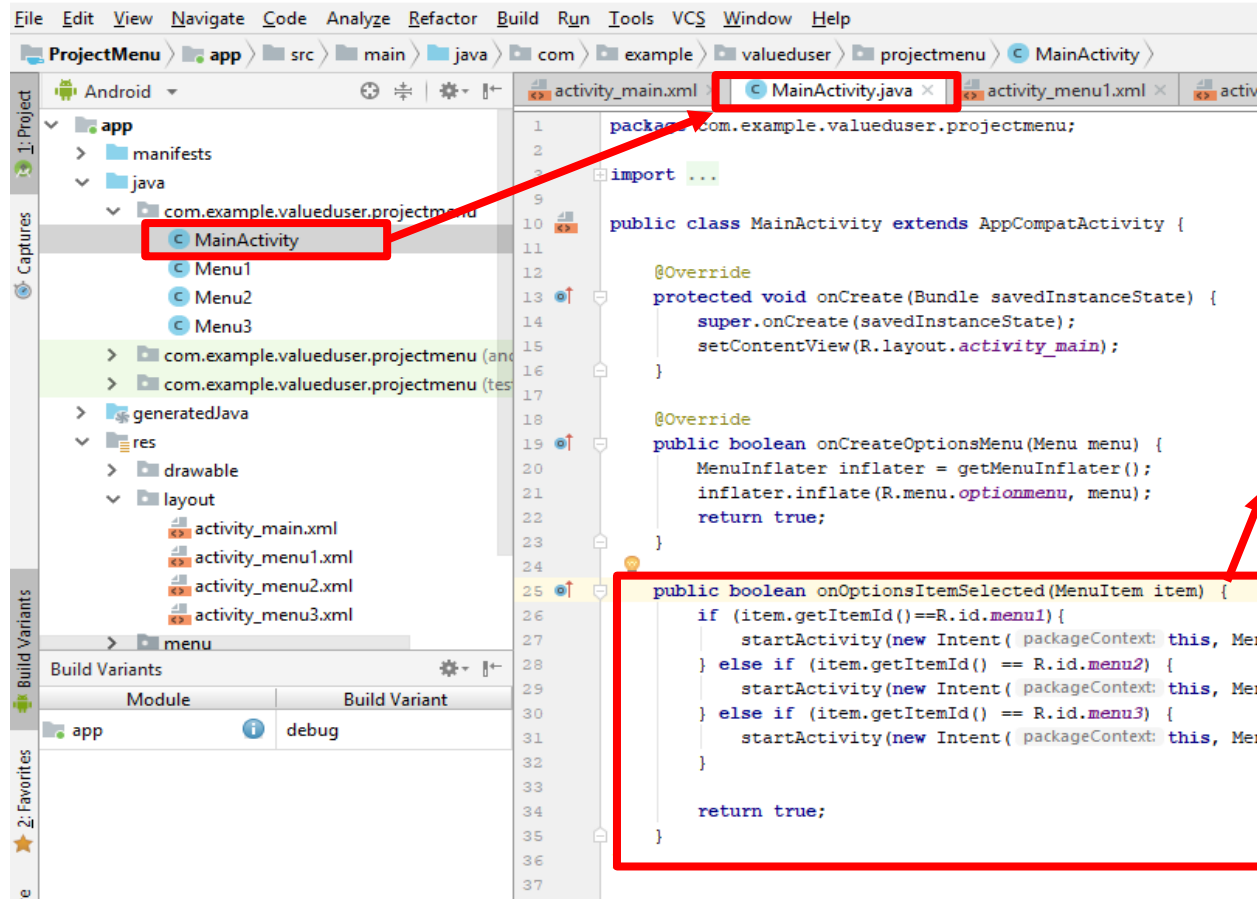 File Edit View Navigate Code Analyze Refactor Build Run Tools VCS Window Help
ProjectMenu app src main java com example valueduser projectmenu MainActivity
1: Project
Captures
Build Variants
2: Favorites
Android
app
manifests
java
com.example.valueduser.projectmenu
MainActivity
Menu1
Menu2
Menu3
com.example.valueduser.projectmenu
com.example.valueduser.projectmenu
generatedJava
res
drawable
layout
activity_main.xml
activity_menu1.xml
activity_menu2.xml
activity_menu3.xml
menu
Build Variants
Module Build Variant
app debug
activity_main.xml MainActivity.java activity_menu1.xml
1 package com.example.valueduser.projectmenu;
2
3 import ...
9
10 public class MainActivity extends AppCompatActivity {
11
12 @Override
13 protected void onCreate(Bundle savedInstanceState) {
14 super.onCreate(savedInstanceState);
15 setContentView(R.layout.activity_main);
16 }
17
18 @Override
19 public boolean onCreateOptionsMenu(Menu menu) {
20 MenuInflater inflater = getMenuInflater();
21 inflater.inflate(R.menu.optionmenu, menu);
22 return true;
23 }
24
25 public boolean onOptionsItemSelected(MenuItem item) {
26 if (item.getItemId()==R.id.menu1){
27 startActivity(new Intent( packageContext: this,
28 } else if (item.getItemId() == R.id.menu2) {
29 startActivity(new Intent( packageContext: this,
30 } else if (item.getItemId() == R.id.menu3) {
31 startActivity(new Intent( packageContext: this,
32 }
33
34 return true;
35 }
36
37